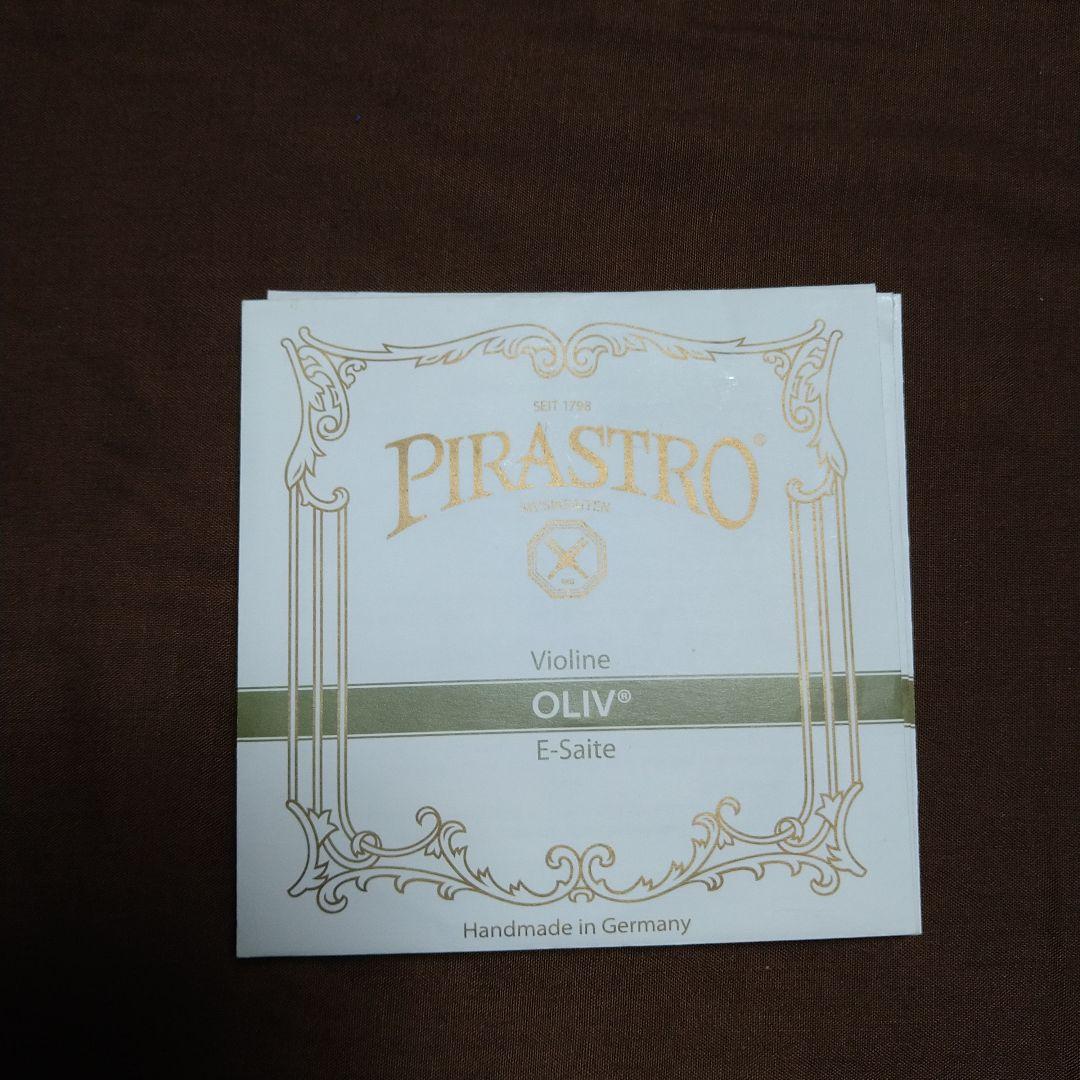 SEIT 1798
PIRASTRO®
Violine
OLIV®
E-Saite
Handmade in Germany